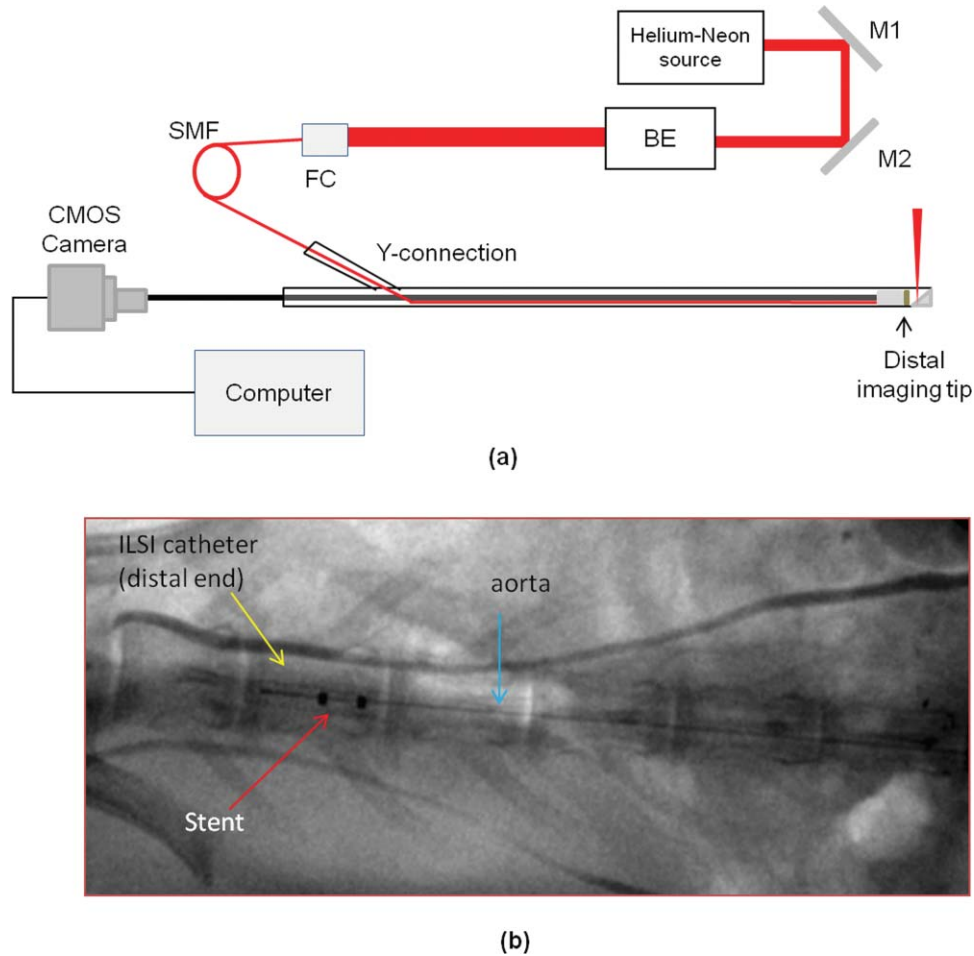 Helium-Neon
source
M1
SMF
BE
FC
M2
CMOS
Camera
Y-connection
Computer
Distal
imaging tip
(a)
ILSI catheter
(distal end)
aorta
Stent
(b)